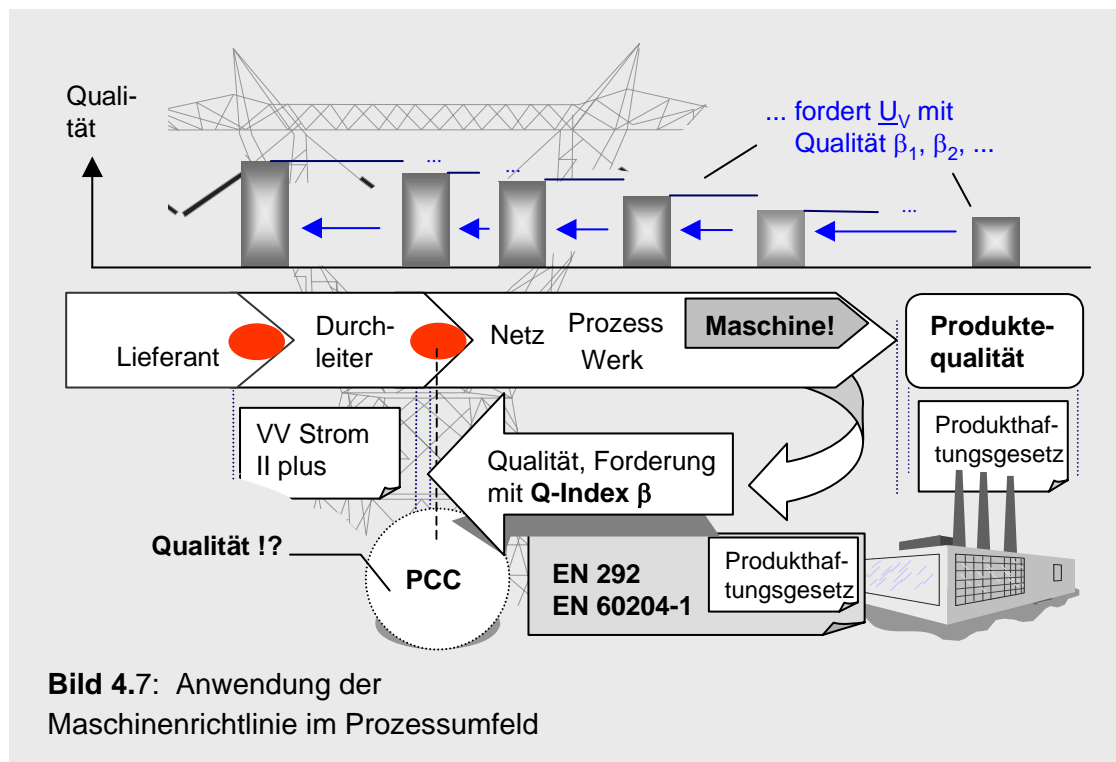 Quali-
tät
... fordert U_V mit
Qualität β₁, β₂, ...
...
...
...
Lieferant
Durch-
leiter
Netz
Prozess
Werk
Maschine!
Produkte-
qualität
VV Strom
II plus
Qualität, Forderung
mit Q-Index β
Produkthaf-
tungsgesetz
Qualität !?
PCC
EN 292
EN 60204-1
Produkthaf-
tungsgesetz
Bild 4.7: Anwendung der
Maschinenrichtlinie im Prozessumfeld